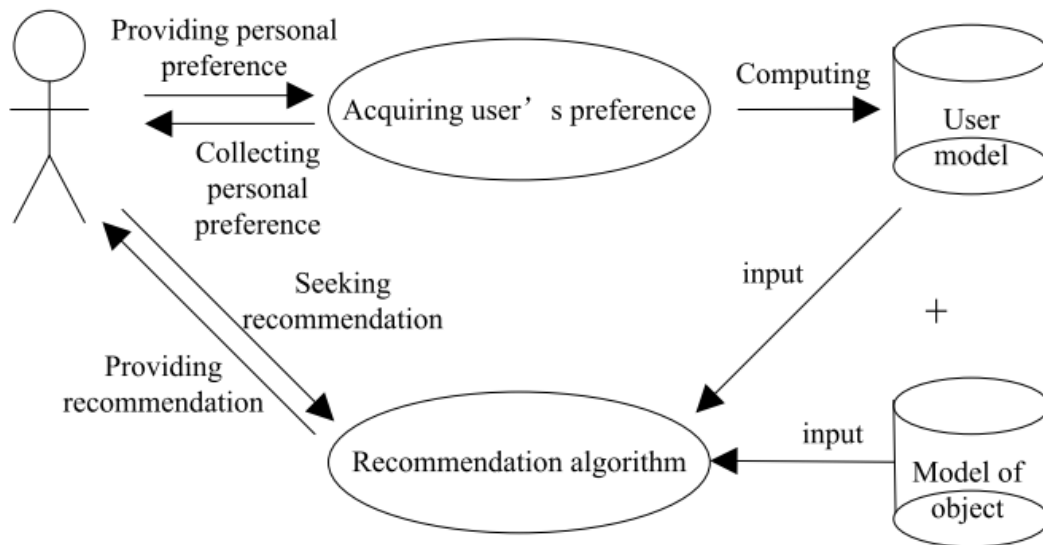 Providing personal
preference
Acquiring user’ s preference
Computing
User
model
Collecting
personal
preference
Seeking
recommendation
input
+
Providing
recommendation
Recommendation algorithm
input
Model of
object